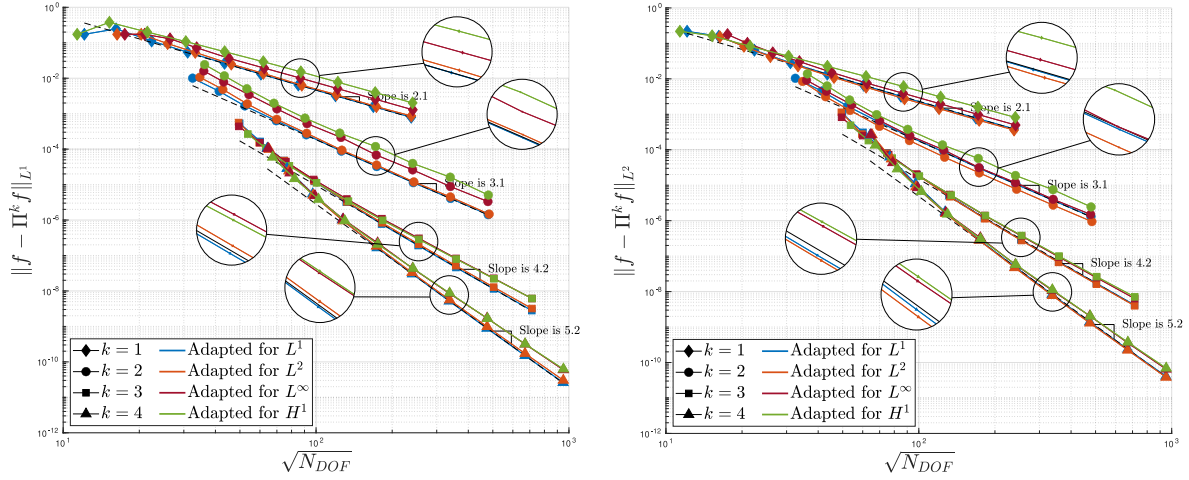 ‖ f − Π^k f ‖_{L^1}
10^0
10^{-2}
10^{-4}
10^{-6}
10^{-8}
10^{-10}
10^{-12}
10^1
10^2
10^3
√N_{DOF}
Slope is 2.1
Slope is 3.1
Slope is 4.2
Slope is 5.2
k = 1 Adapted for L^1
k = 2 Adapted for L^2
k = 3 Adapted for L^∞
k = 4 Adapted for H^1
‖ f − Π^k f ‖_{L^2}
10^0
10^{-2}
10^{-4}
10^{-6}
10^{-8}
10^{-10}
10^{-12}
10^1
10^2
10^3
√N_{DOF}
Slope is 2.1
Slope is 3.1
Slope is 4.2
Slope is 5.2
k = 1 Adapted for L^1
k = 2 Adapted for L^2
k = 3 Adapted for L^∞
k = 4 Adapted for H^1